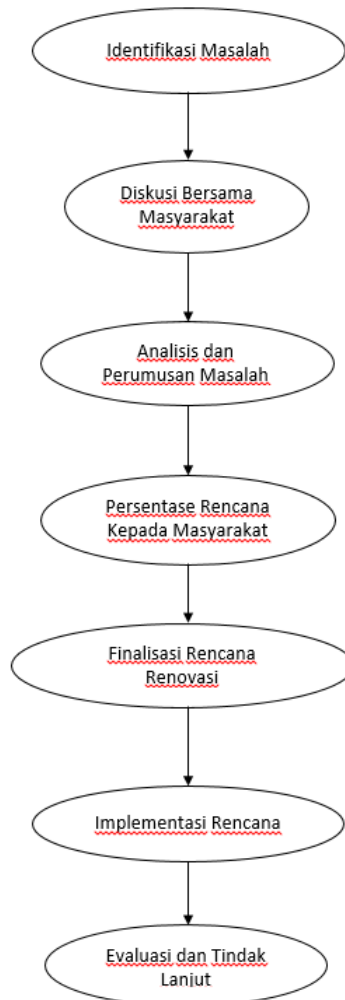 Identifikasi Masalah
Diskusi Bersama
Masyarakat
Analisis dan
Perumusan Masalah
Persentase Rencana
Kepada Masyarakat
Finalisasi Rencana
Renovasi
Implementasi Rencana
Evaluasi dan Tindak
Lanjut